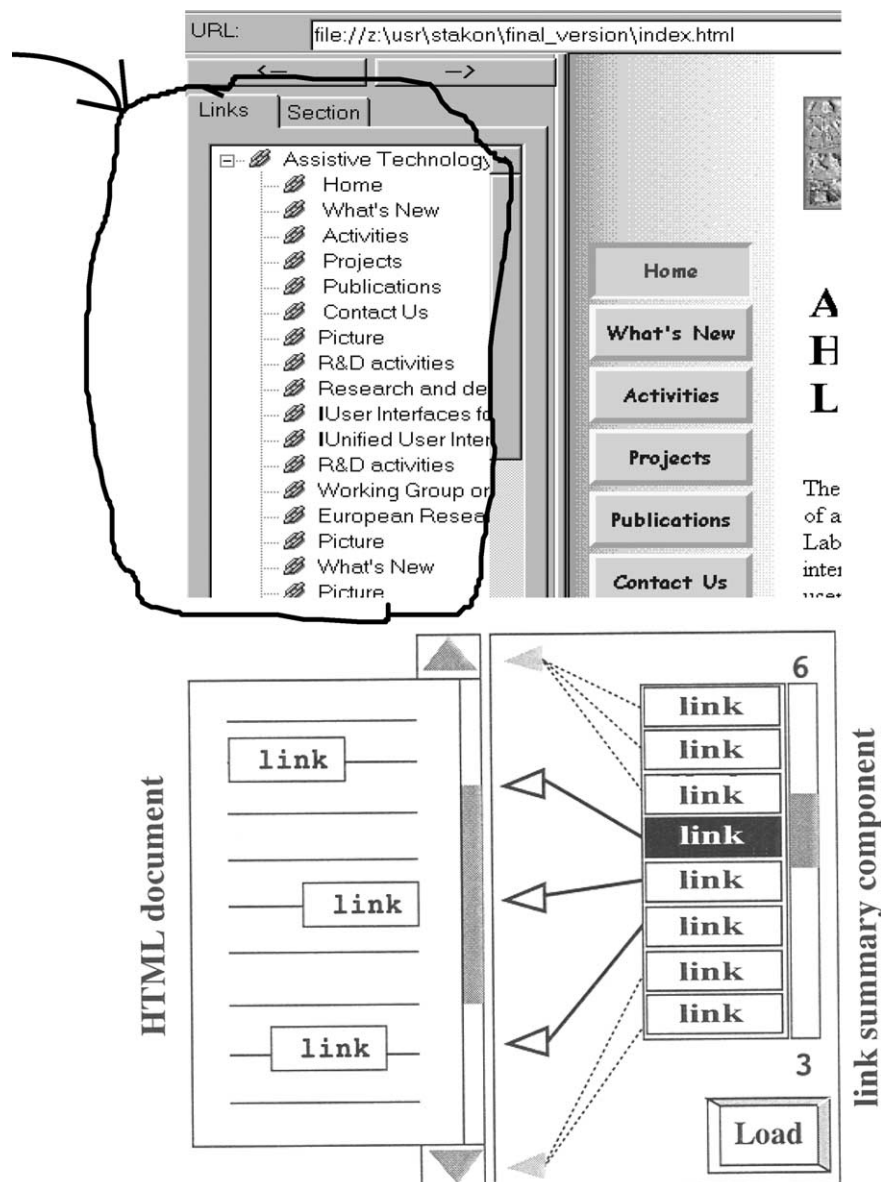 URL:
file://z:\usr\stakon\final_version\index.html
<--
-->
Links
Section
Assistive Technology
Home
What's New
Activities
Projects
Publications
Contact Us
Picture
R&D activities
Research and de
IUser Interfaces fo
IUnified User Inter
R&D activities
Working Group on
European Resea
Picture
What's New
Picture
Home
What's New
Activities
Projects
Publications
Contact Us
A
H
L
The
of a
Lab
inter
HTML document
link
link
link
6
link
link
link
link
link
link
link
link
3
Load
link summary component